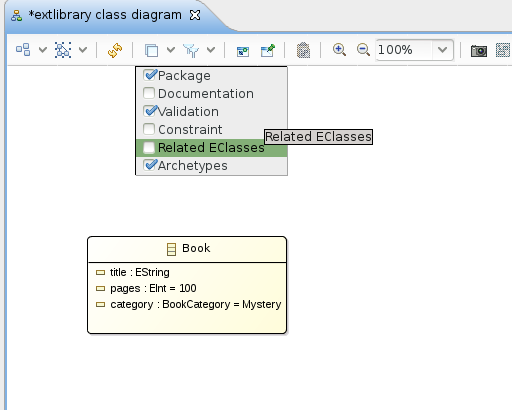 *extlibrary class diagram
100%
Package
Documentation
Validation
Constraint
Related EClasses
Related EClasses
Archetypes
Book
title : EString
pages : EInt = 100
category : BookCategory = Mystery